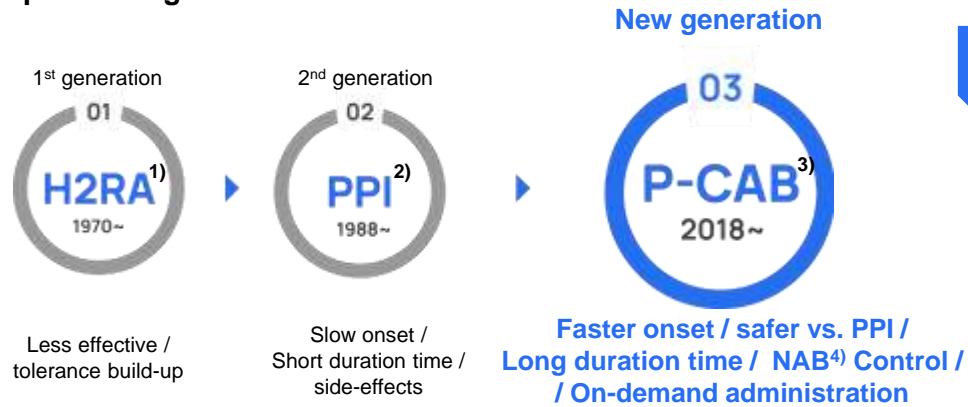 New generation
1st generation
2nd generation
01
02
03
H2RA1)
PPI2)
P-CAB3)
1970~
1988~
2018~
Less effective /
tolerance build-up
Slow onset /
Short duration time /
side-effects
Faster onset / safer vs. PPI /
Long duration time / NAB4) Control /
/ On-demand administration